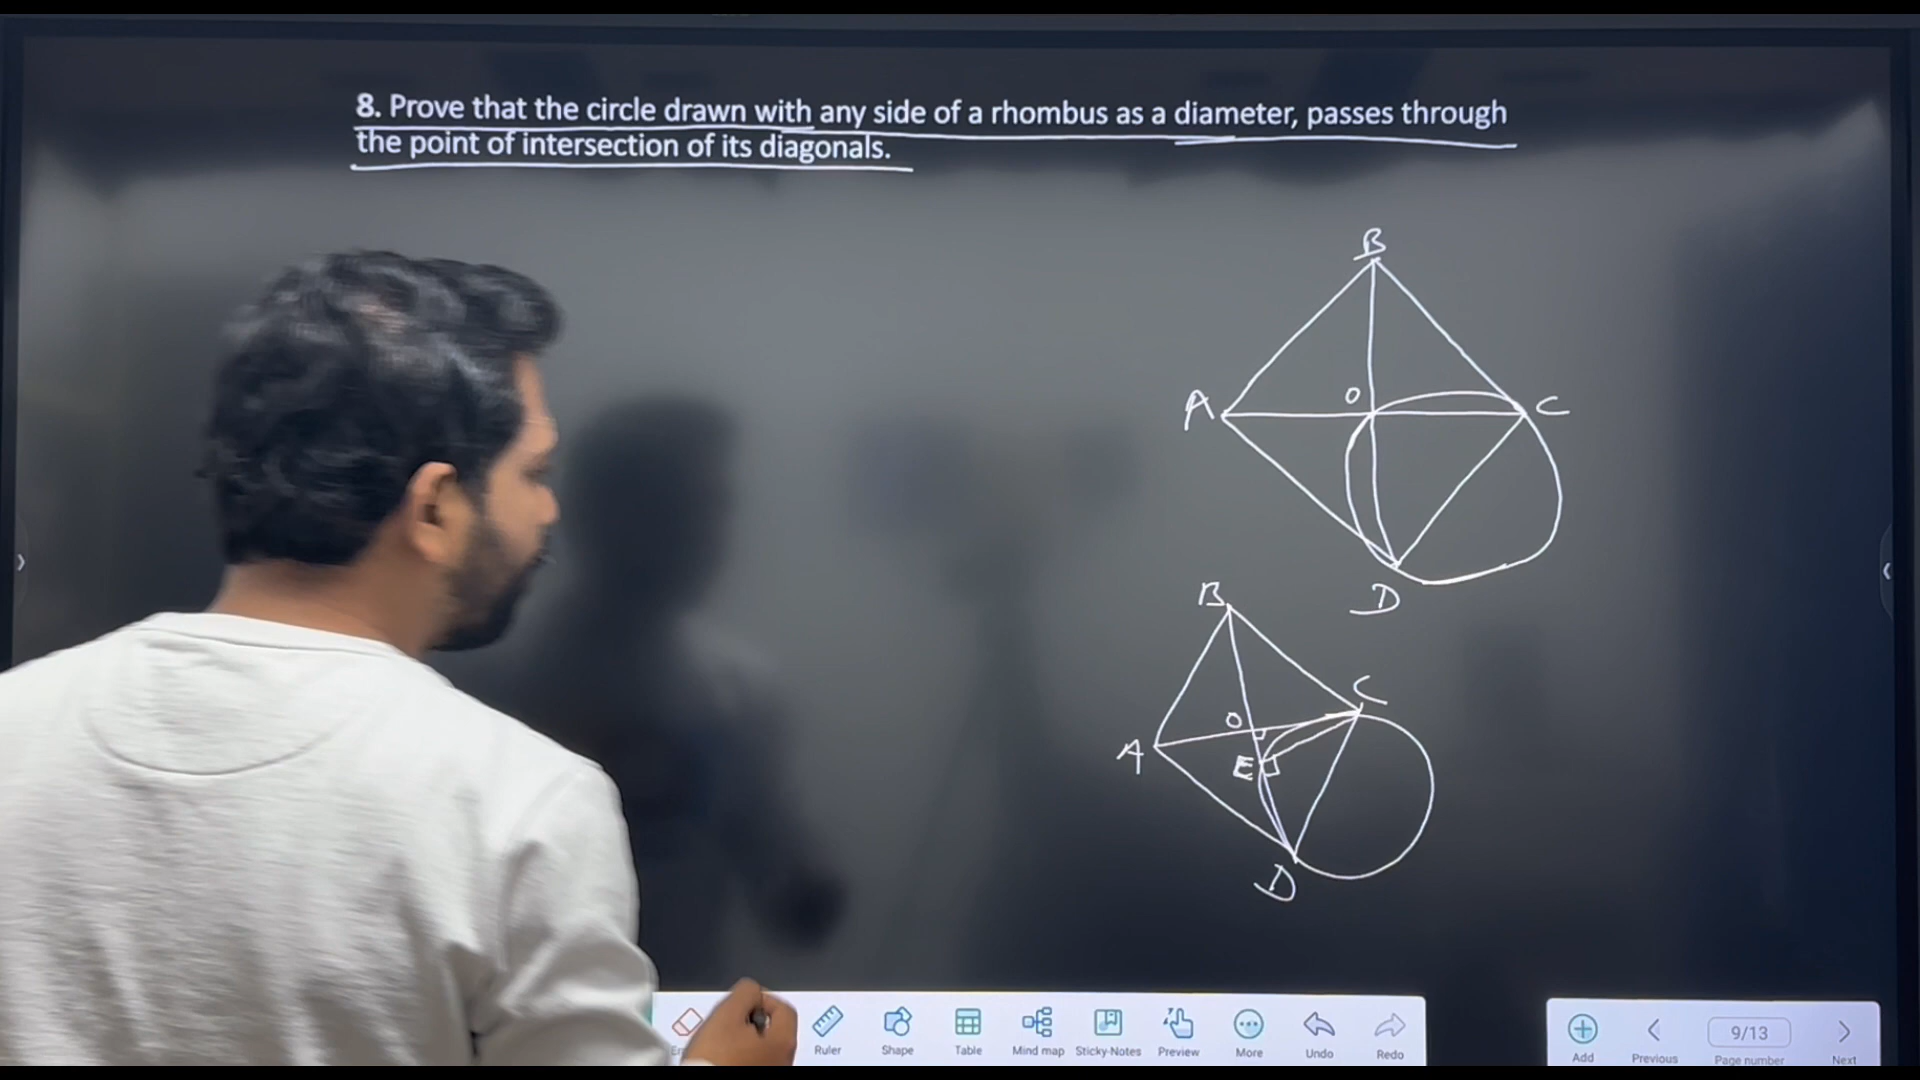 8. Prove that the circle drawn with any side of a rhombus as a diameter, passes through
the point of intersection of its diagonals.
B
A
O
C
D
B
C
O
A
E
D
Ruler
Shape
Table
Mind map
Sticky-Notes
Preview
More
Undo
Redo
Add
Previous
9/13
Page number
Next